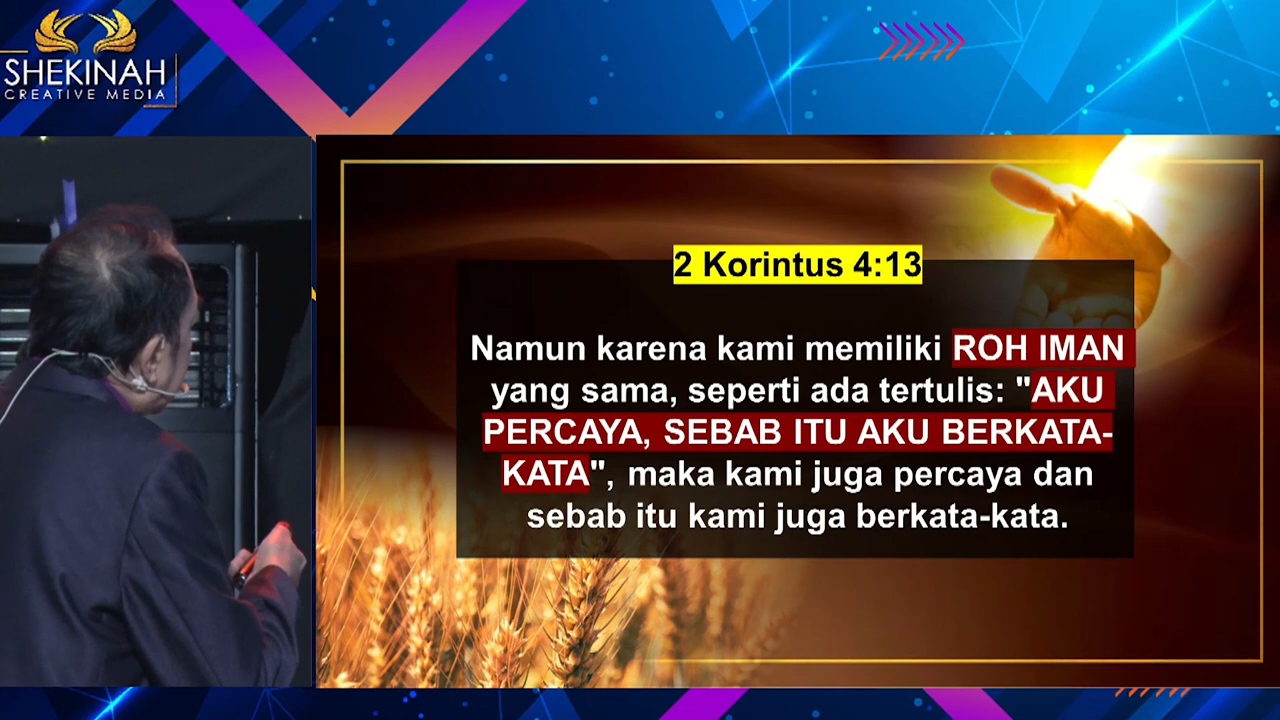 SHEKINAH
CREATIVE MEDIA
2 Korintus 4:13
Namun karena kami memiliki ROH IMAN
yang sama, seperti ada tertulis: "AKU
PERCAYA, SEBAB ITU AKU BERKATA-
KATA", maka kami juga percaya dan
sebab itu kami juga berkata-kata.